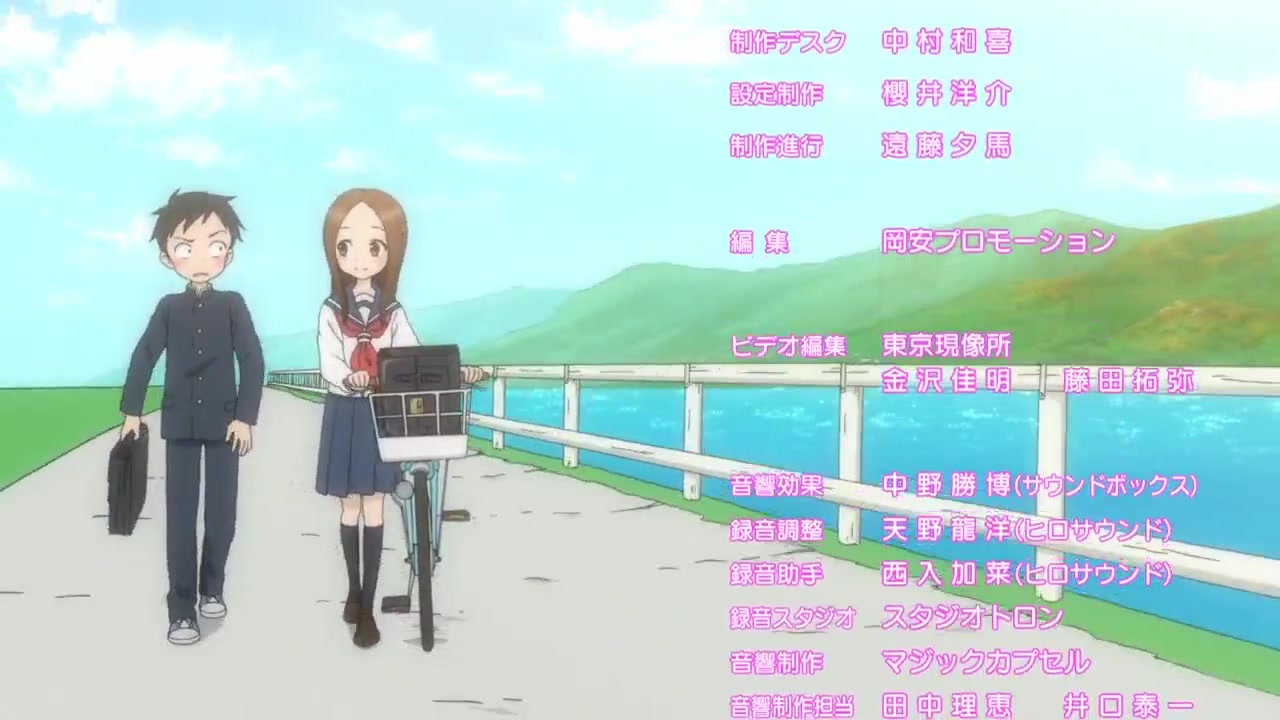 制作デスク 中村和喜
設定制作 櫻井洋介
制作進行 遠藤夕馬
編集 岡安プロモーション
ビデオ編集 東京現像所
金沢佳明 藤田拓弥
音響効果 中野勝博(サウンドボックス)
録音調整 天野龍洋(ヒロサウンド)
録音助手 西入加菜(ヒロサウンド)
録音スタジオ スタジオトロン
音響制作 マジックカプセル
音響制作担当 田中理恵 井口泰一